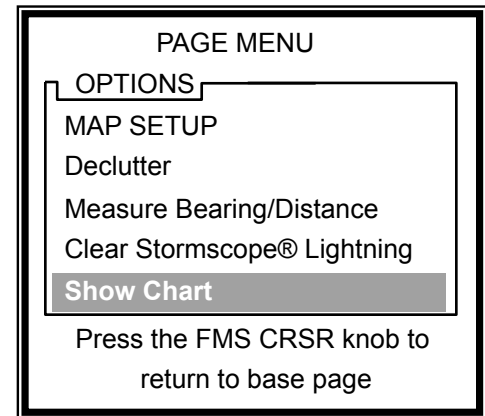 PAGE MENU
OPTIONS
MAP SETUP
Declutter
Measure Bearing/Distance
Clear Stormscope® Lightning
Show Chart
Press the FMS CRSR knob to
return to base page